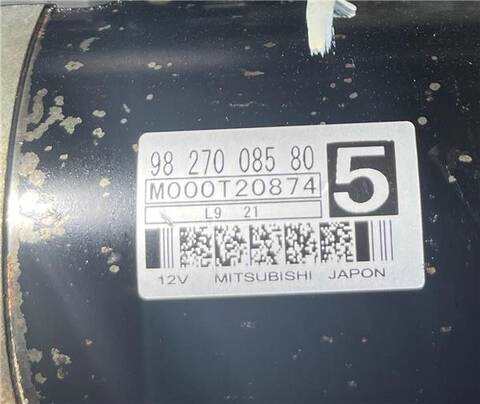 98 270 085 80
M000T20874
5
L9 21
12V MITSUBISHI JAPON